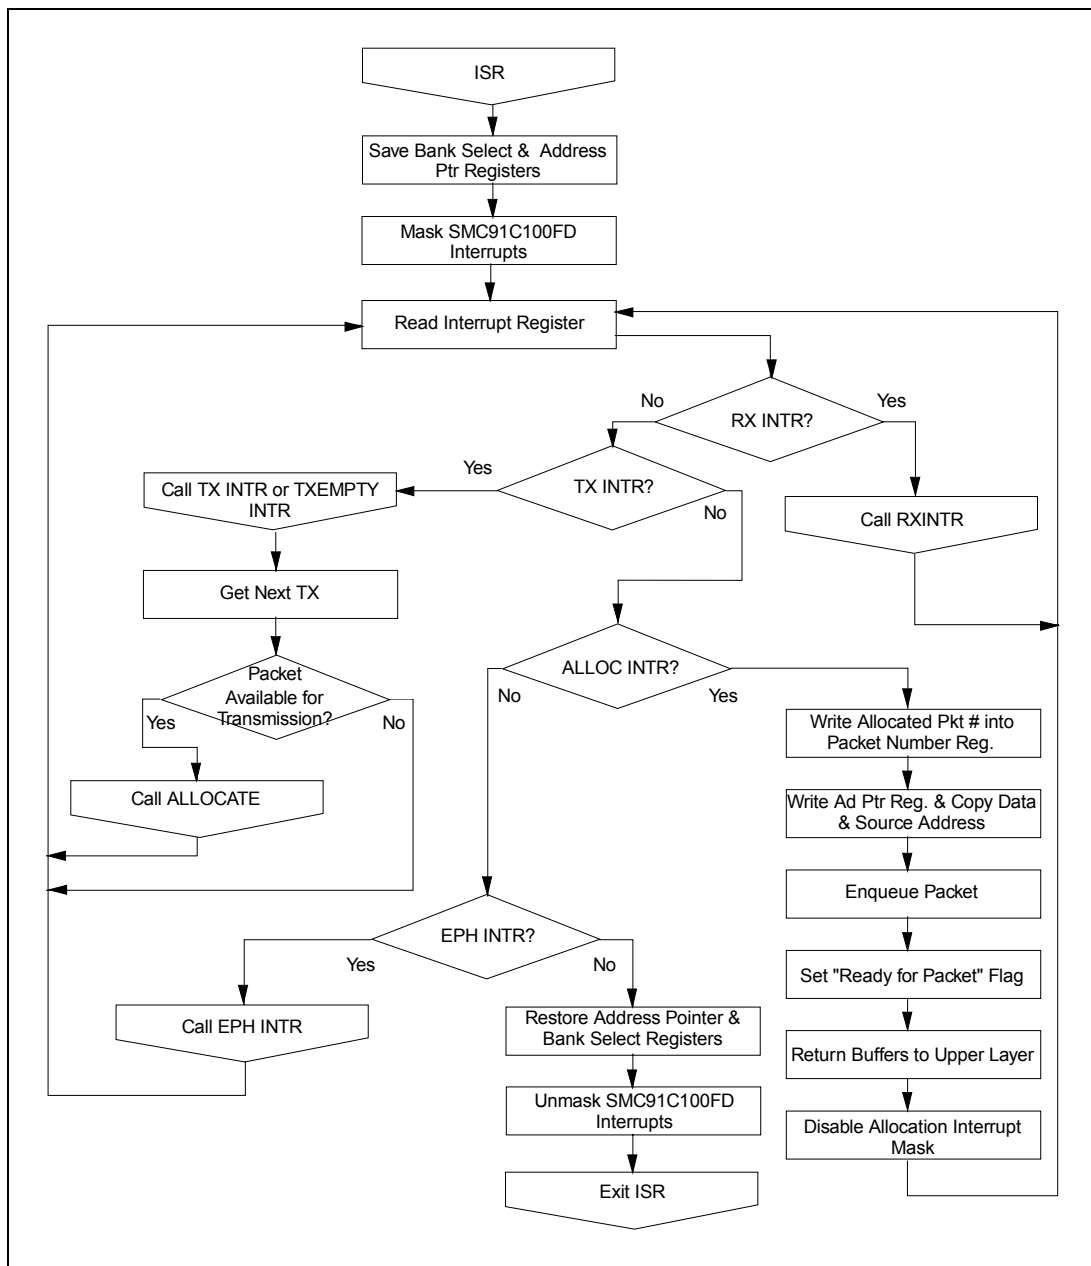 ISR
Save Bank Select & Address
Ptr Registers
Mask SMC91C100FD
Interrupts
Read Interrupt Register
No
RX INTR?
Yes
Yes
TX INTR?
No
Call TX INTR or TXEMPTY
INTR
Call RXINTR
Get Next TX
ALLOC INTR?
No
Yes
Packet
Available for
Transmission?
Yes
No
Write Allocated Pkt # into
Packet Number Reg.
Call ALLOCATE
Write Ad Ptr Reg. & Copy Data
& Source Address
Enqueue Packet
EPH INTR?
Yes
No
Set "Ready for Packet" Flag
Call EPH INTR
Restore Address Pointer &
Bank Select Registers
Return Buffers to Upper Layer
Unmask SMC91C100FD
Interrupts
Disable Allocation Interrupt
Mask
Exit ISR